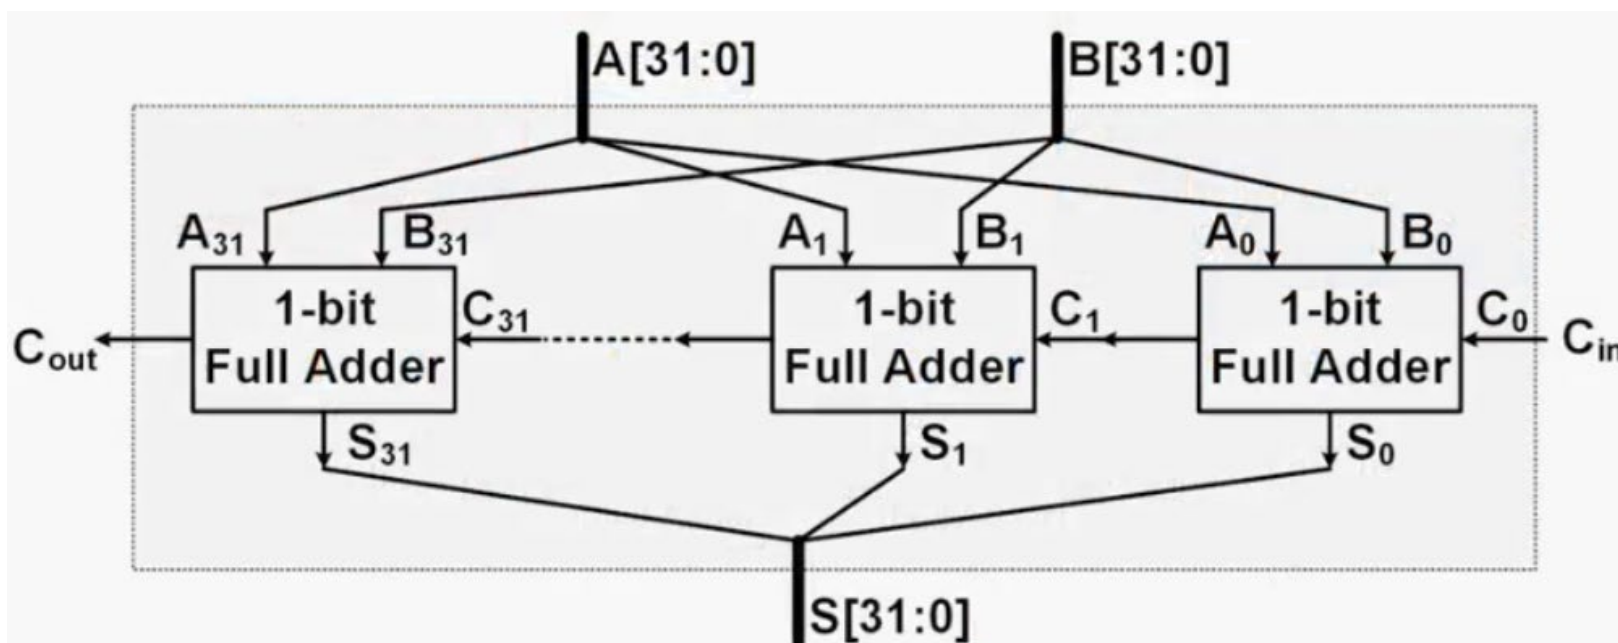 A[31:0]
B[31:0]
A31
B31
A1
B1
A0
B0
1-bit
Full Adder
C31
1-bit
Full Adder
C1
1-bit
Full Adder
C0
Cout
Cin
S31
S1
S0
S[31:0]